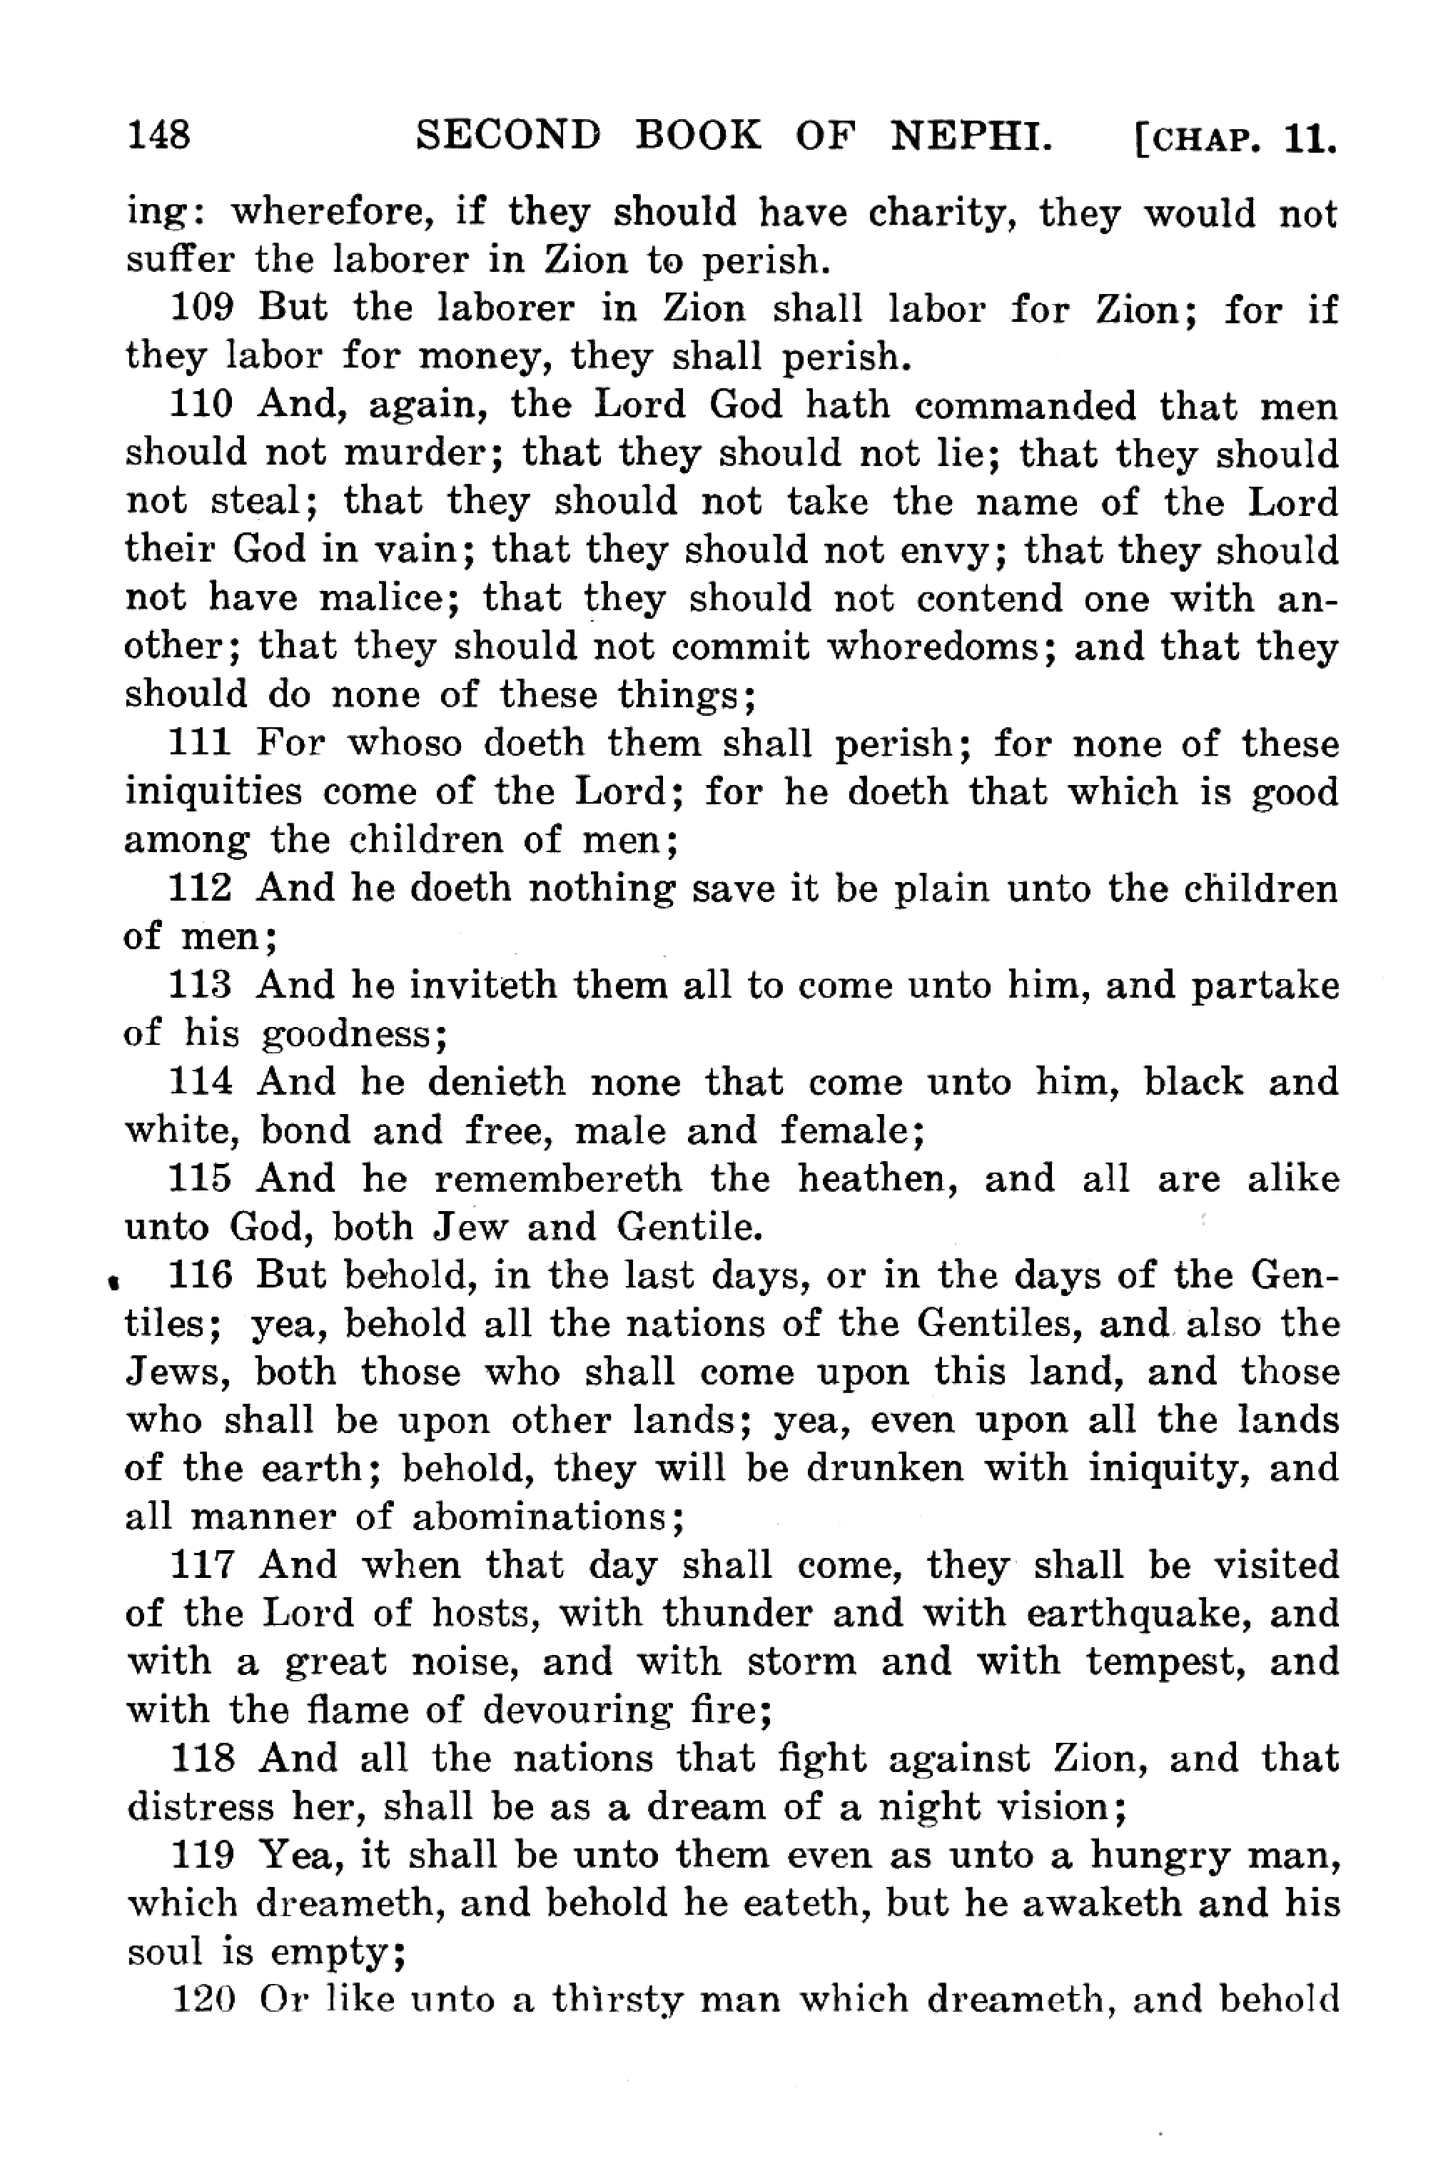 148 SECOND BOOK OF NEPHI. [CHAP. 11.
ing: wherefore, if they should have charity, they would not
suffer the laborer in Zion to perish.
109 But the laborer in Zion shall labor for Zion; for if
they labor for money, they shall perish.
110 And, again, the Lord God hath commanded that men
should not murder; that they should not lie; that they should
not steal; that they should not take the name of the Lord
their God in vain; that they should not envy; that they should
not have malice; that they should not contend one with an-
other; that they should not commit whoredoms; and that they
should do none of these things;
111 For whoso doeth them shall perish; for none of these
iniquities come of the Lord; for he doeth that which is good
among the children of men;
112 And he doeth nothing save it be plain unto the children
of men;
113 And he inviteth them all to come unto him, and partake
of his goodness;
114 And he denieth none that come unto him, black and
white, bond and free, male and female;
115 And he remembereth the heathen, and all are alike
unto God, both Jew and Gentile.
116 But behold, in the last days, or in the days of the Gen-
tiles; yea, behold all the nations of the Gentiles, and also the
Jews, both those who shall come upon this land, and those
who shall be upon other lands; yea, even upon all the lands
of the earth; behold, they will be drunken with iniquity, and
all manner of abominations;
117 And when that day shall come, they shall be visited
of the Lord of hosts, with thunder and with earthquake, and
with a great noise, and with storm and with tempest, and
with the flame of devouring fire;
118 And all the nations that fight against Zion, and that
distress her, shall be as a dream of a night vision;
119 Yea, it shall be unto them even as unto a hungry man,
which dreameth, and behold he eateth, but he awaketh and his
soul is empty;
120 Or like unto a thirsty man which dreameth, and behold